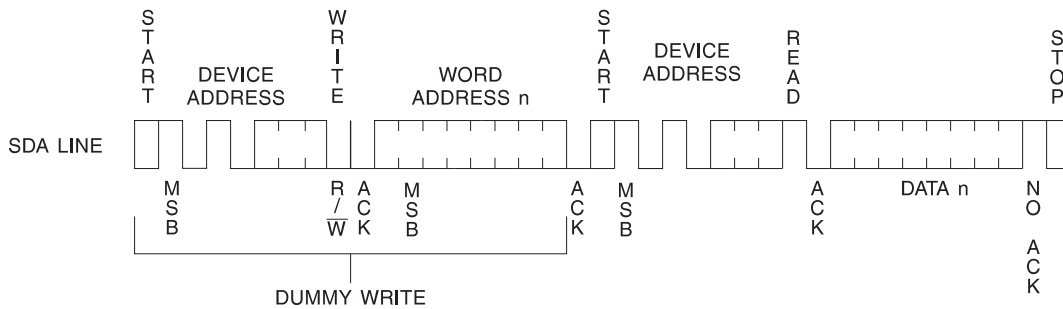 START
DEVICE
ADDRESS
WRITE
WORD
ADDRESS n
START
DEVICE
ADDRESS
READ
STOP
SDA LINE
MSB
R/W̅
ACK
MSB
ACK
MSB
ACK
DATA n
NO ACK
DUMMY WRITE